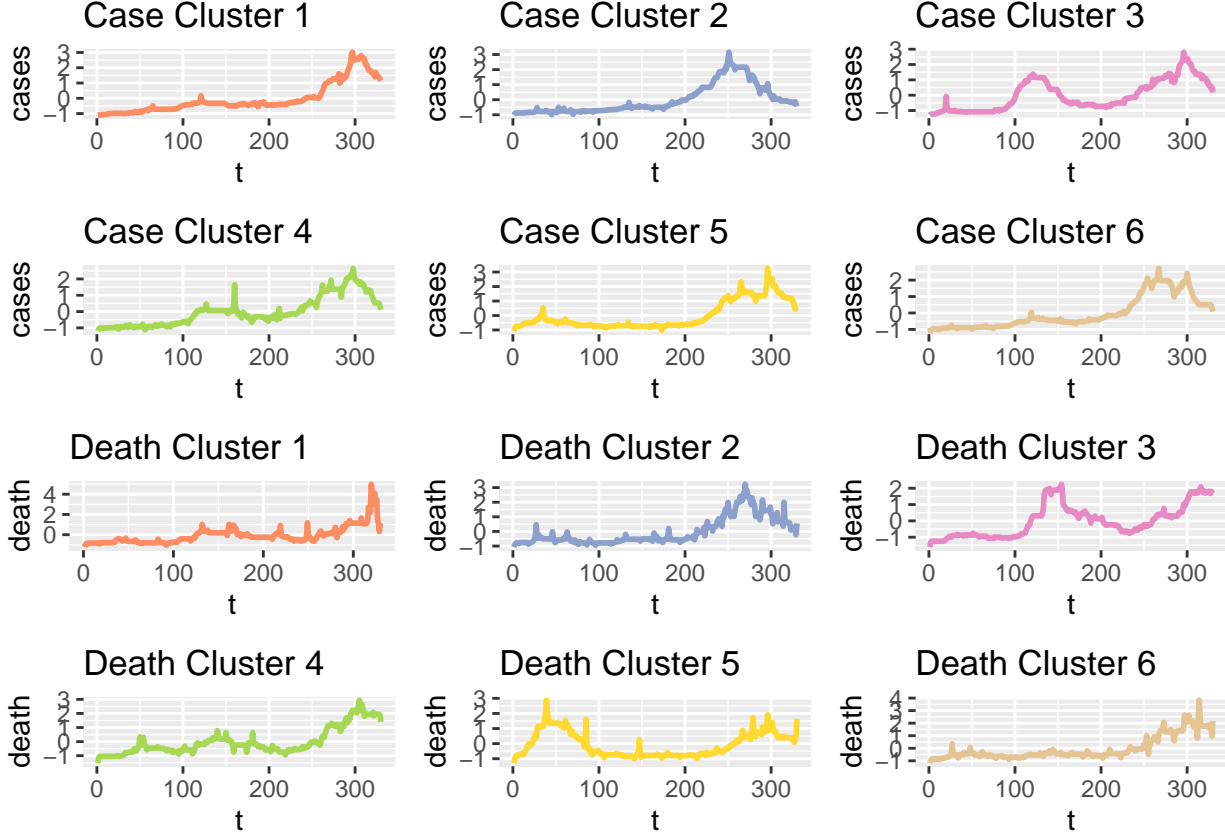 Case Cluster 1
Case Cluster 2
Case Cluster 3
cases
3
2
1
0
−1
0 100 200 300
t
cases
3
2
1
0
−1
0 100 200 300
t
cases
3
2
1
0
−1
0 100 200 300
t
Case Cluster 4
Case Cluster 5
Case Cluster 6
cases
2
1
0
−1
0 100 200 300
t
cases
3
2
1
0
−1
0 100 200 300
t
cases
2
1
0
−1
0 100 200 300
t
Death Cluster 1
Death Cluster 2
Death Cluster 3
death
4
2
0
0 100 200 300
t
death
3
2
1
0
−1
0 100 200 300
t
death
2
1
0
−1
0 100 200 300
t
Death Cluster 4
Death Cluster 5
Death Cluster 6
death
3
2
1
0
−1
0 100 200 300
t
death
3
2
1
0
−1
0 100 200 300
t
death
4
3
2
1
0
−1
0 100 200 300
t